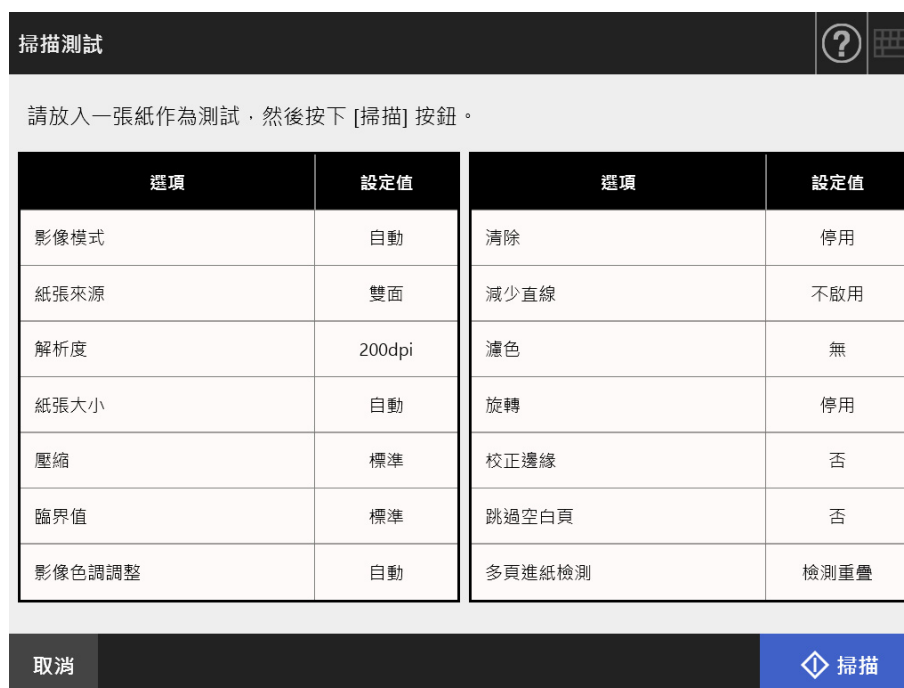 掃描測試
請放入一張紙作為測試，然後按下 [掃描] 按鈕。
選項 設定值 選項 設定值
影像模式 自動 清除 停用
紙張來源 雙面 減少直線 不啟用
解析度 200dpi 濾色 無
紙張大小 自動 旋轉 停用
壓縮 標準 校正邊緣 否
臨界值 標準 跳過空白頁 否
影像色調調整 自動 多頁進紙檢測 檢測重疊
取消 掃描